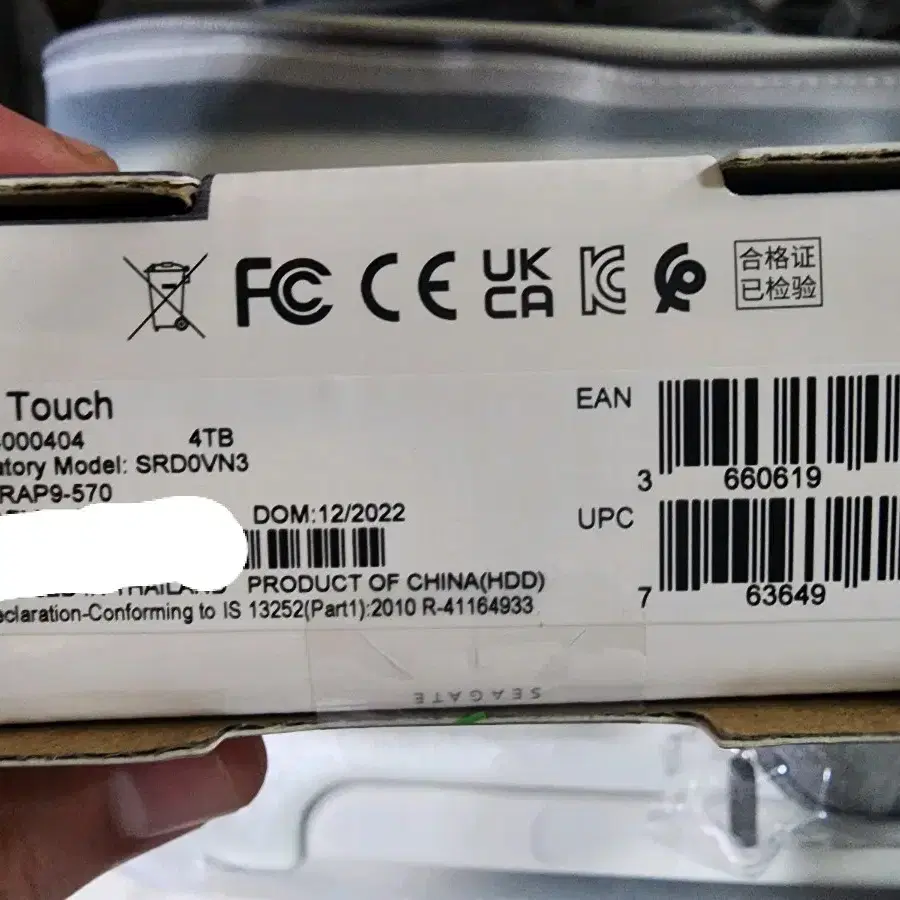 FC CE UK CA
合格证
已检验
Touch
000404 4TB
atory Model: SRD0VN3
RAP9-570
DOM:12/2022
THAILAND PRODUCT OF CHINA(HDD)
eclaration-Conforming to IS 13252(Part1):2010 R-41164933
EAN
3 660619
UPC
7 63649
SEAGATE